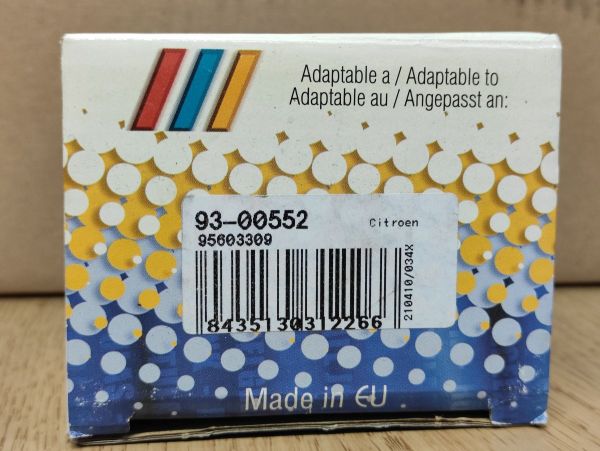 Adaptable a / Adaptable to
Adaptable au / Angepasst an:
93-00552 Citroen
95603309
210410/034X
8435130312266
Made in EU